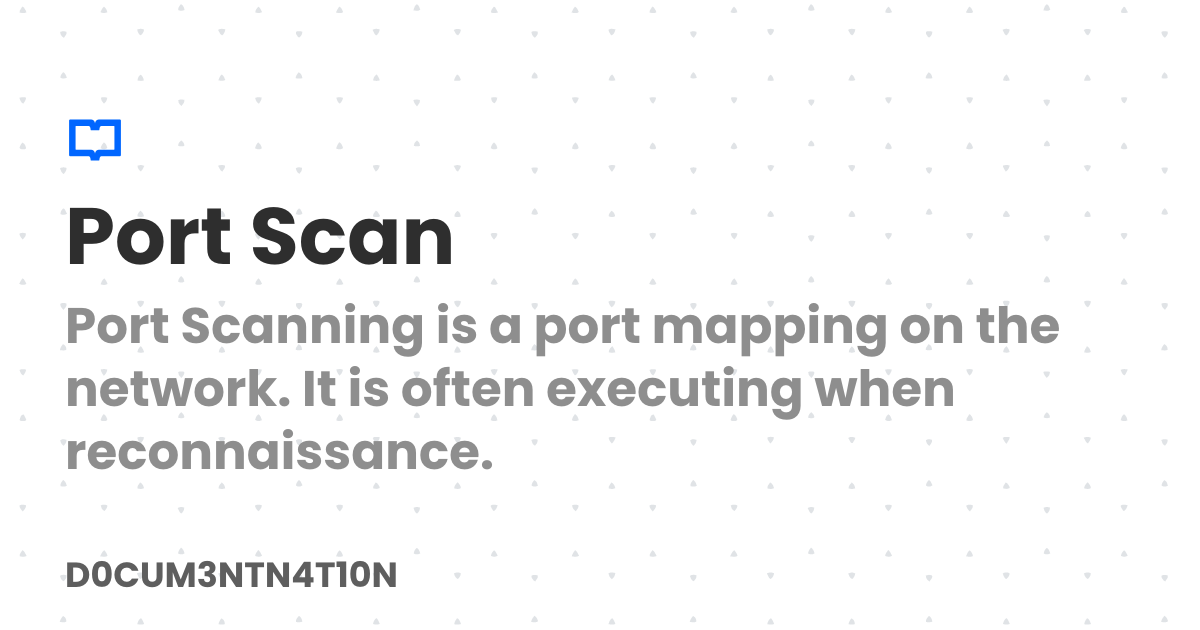 Port Scan
Port Scanning is a port mapping on the
network. It is often executing when
reconnaissance.
D0CUM3NTN4T10N